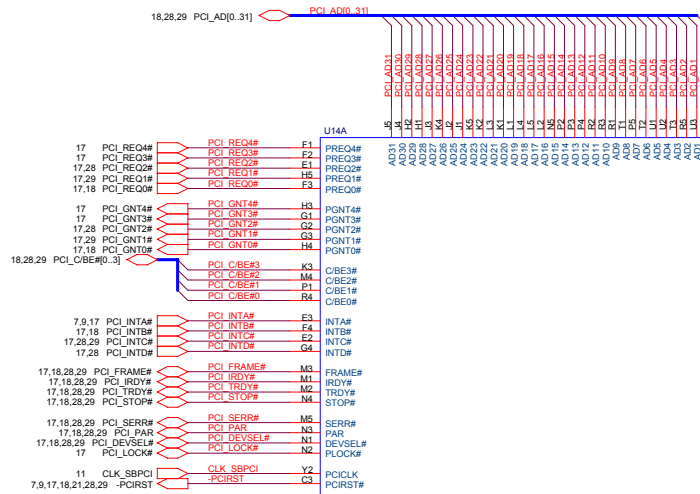 18,28,29 PCI_AD[0..31] PCI_AD[0..31]
PCI_AD31 PCI_AD30 PCI_AD29 PCI_AD28 PCI_AD27 PCI_AD26 PCI_AD25 PCI_AD24 PCI_AD23 PCI_AD22 PCI_AD21 PCI_AD20 PCI_AD19 PCI_AD18 PCI_AD17 PCI_AD16 PCI_AD15 PCI_AD14 PCI_AD13 PCI_AD12 PCI_AD11 PCI_AD10 PCI_AD9 PCI_AD8 PCI_AD7 PCI_AD6 PCI_AD5 PCI_AD4 PCI_AD3 PCI_AD2 PCI_AD1
J5 J4 H2 H1 J3 K4 J2 J1 K5 K2 L3 K1 L1 L4 L5 L2 N5 P2 P3 P4 R2 R3 R1 T1 P5 T2 U1 U2 T3 R5 U3
U14A
AD31 AD30 AD29 AD28 AD27 AD26 AD25 AD24 AD23 AD22 AD21 AD20 AD19 AD18 AD17 AD16 AD15 AD14 AD13 AD12 AD11 AD10 AD9 AD8 AD7 AD6 AD5 AD4 AD3 AD2 AD1
17 PCI_REQ4# PCI_REQ4# F1 PREQ4#
17 PCI_REQ3# PCI_REQ3# F2 PREQ3#
17,28 PCI_REQ2# PCI_REQ2# E1 PREQ2#
17,29 PCI_REQ1# PCI_REQ1# H5 PREQ1#
17,18 PCI_REQ0# PCI_REQ0# F3 PREQ0#
17 PCI_GNT4# PCI_GNT4# H3 PGNT4#
17 PCI_GNT3# PCI_GNT3# G1 PGNT3#
17,28 PCI_GNT2# PCI_GNT2# G2 PGNT2#
17,29 PCI_GNT1# PCI_GNT1# G3 PGNT1#
17,18 PCI_GNT0# PCI_GNT0# H4 PGNT0#
18,28,29 PCI_C/BE#[0..3]
PCI_C/BE#3 K3 C/BE3#
PCI_C/BE#2 M4 C/BE2#
PCI_C/BE#1 P1 C/BE1#
PCI_C/BE#0 R4 C/BE0#
7,9,17 PCI_INTA# PCI_INTA# E3 INTA#
17,18 PCI_INTB# PCI_INTB# F4 INTB#
17,28,29 PCI_INTC# PCI_INTC# E2 INTC#
17,28 PCI_INTD# PCI_INTD# G4 INTD#
17,18,28,29 PCI_FRAME# PCI_FRAME# M3 FRAME#
17,18,28,29 PCI_IRDY# PCI_IRDY# M1 IRDY#
17,18,28,29 PCI_TRDY# PCI_TRDY# M2 TRDY#
17,18,28,29 PCI_STOP# PCI_STOP# N4 STOP#
17,18,28,29 PCI_SERR# PCI_SERR# M5 SERR#
17,18,28,29 PCI_PAR PCI_PAR N3 PAR
17,18,28,29 PCI_DEVSEL# PCI_DEVSEL# N1 DEVSEL#
17 PCI_LOCK# PCI_LOCK# N2 PLOCK#
11 CLK_SBPCI CLK_SBPCI Y2 PCICLK
7,9,17,18,21,28,29 -PCIRST -PCIRST C3 PCIRST#